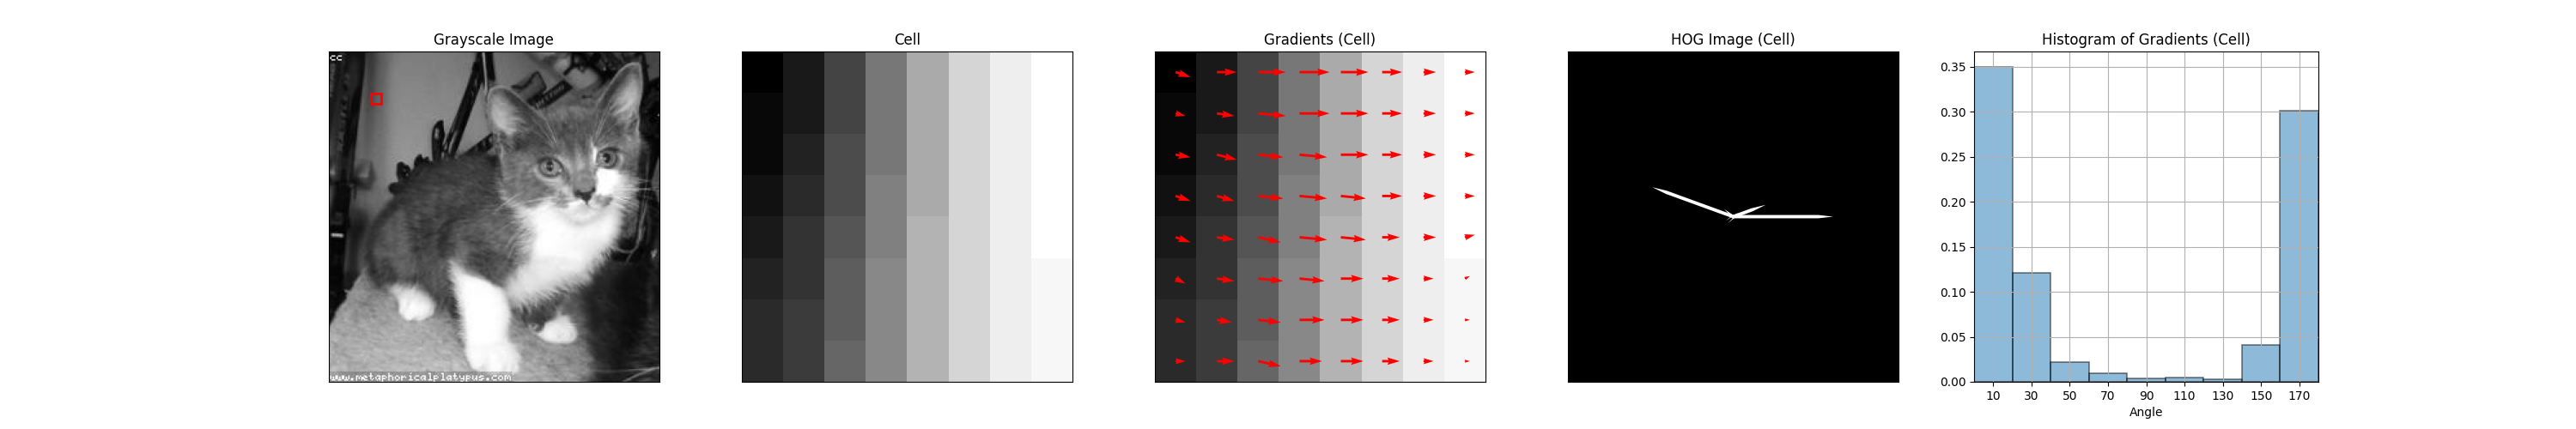 Grayscale Image
cc
www.metaphoricalplatypus.com
Cell
Gradients (Cell)
HOG Image (Cell)
Histogram of Gradients (Cell)
0.35
0.30
0.25
0.20
0.15
0.10
0.05
0.00
10 30 50 70 90 110 130 150 170
Angle